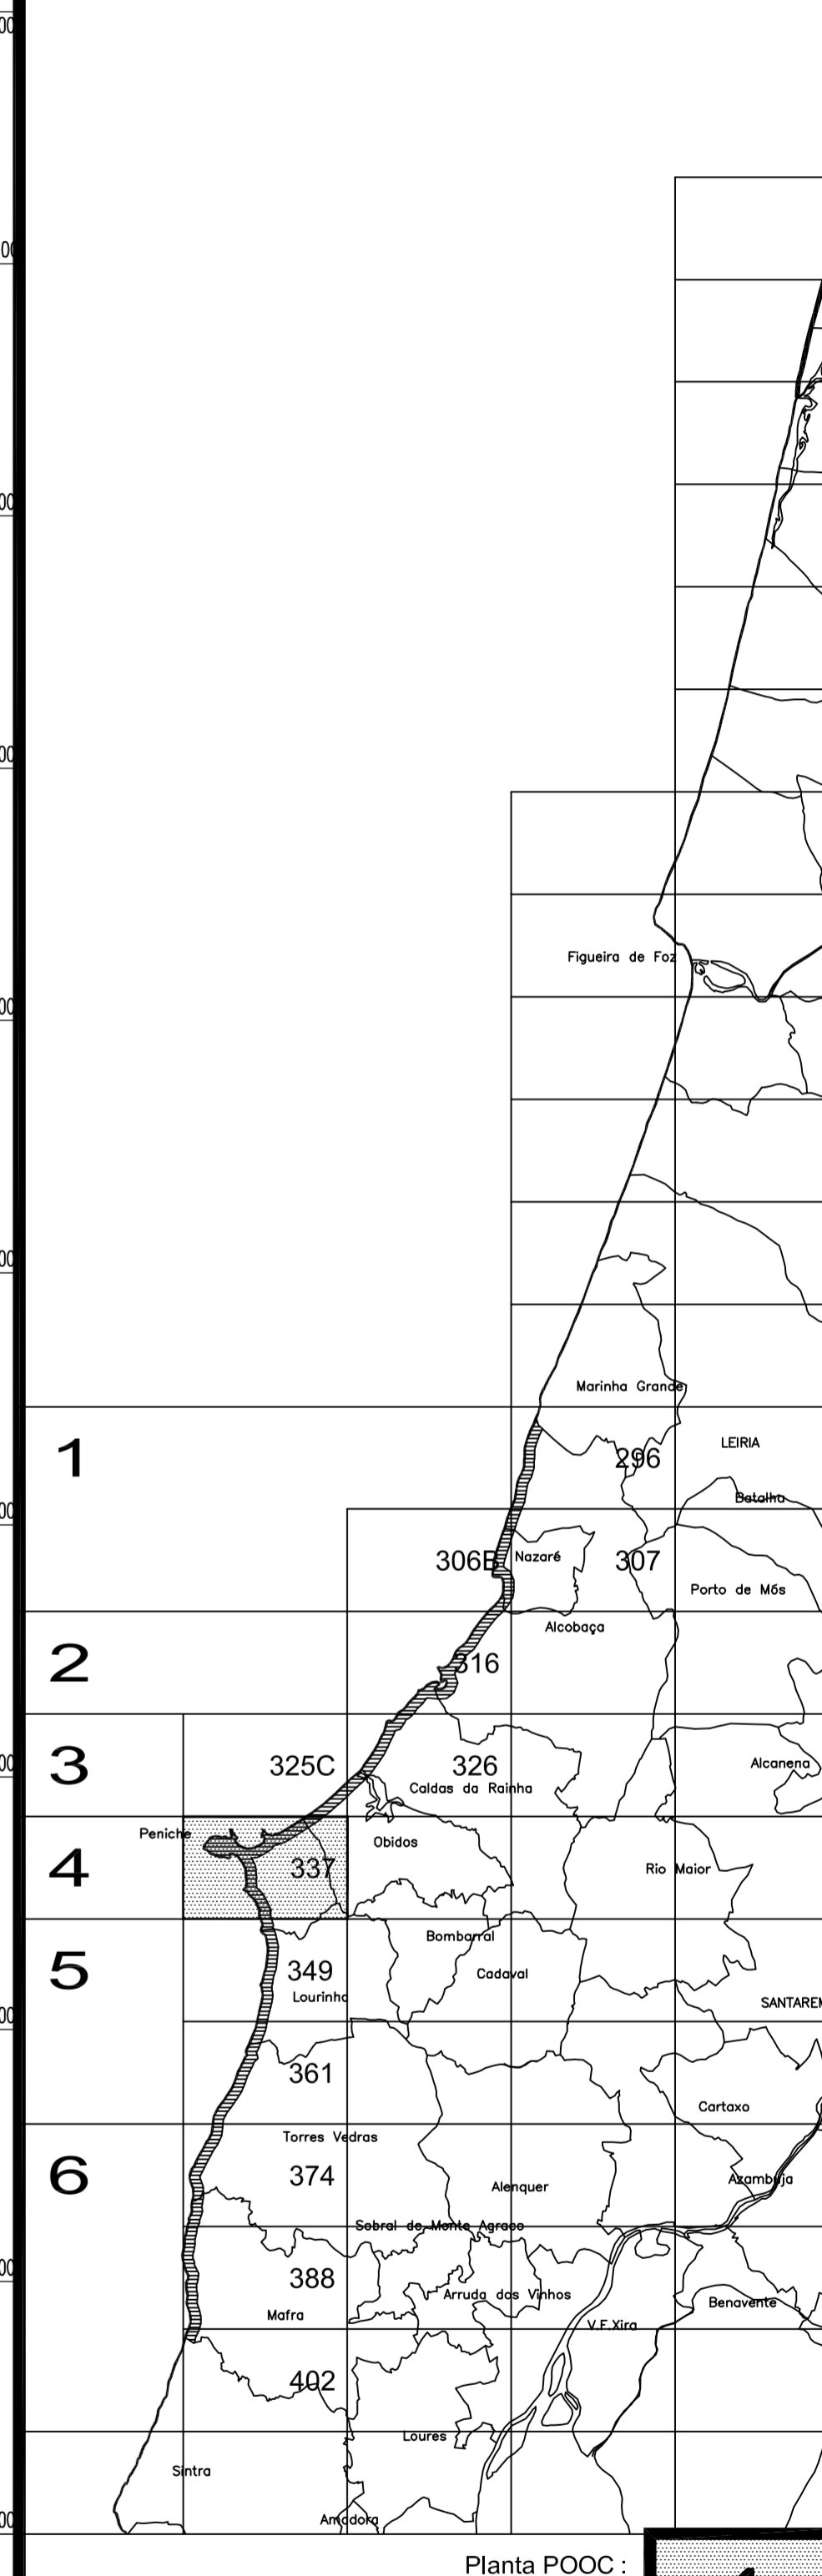 Figueira de Foz
Marinha Grande
1
296
LEIRIA
Batalha
306B
Nazaré
307
Porto de Mós
Alcobaça
2
316
3
325C
326
Alcanena
Caldas da Rainha
Peniche
Obidos
4
337
Rio Maior
Bombarral
5
349
Cadaval
Lourinha
SANTAREM
361
Cartaxo
Torres Vedras
6
374
Alenquer
Azambuja
Sobral de Monte Agraco
388
Arruda dos Vinhos
Benavente
Mafra
V.F.Xira
402
Loures
Sintra
Amadora
Planta POOC :